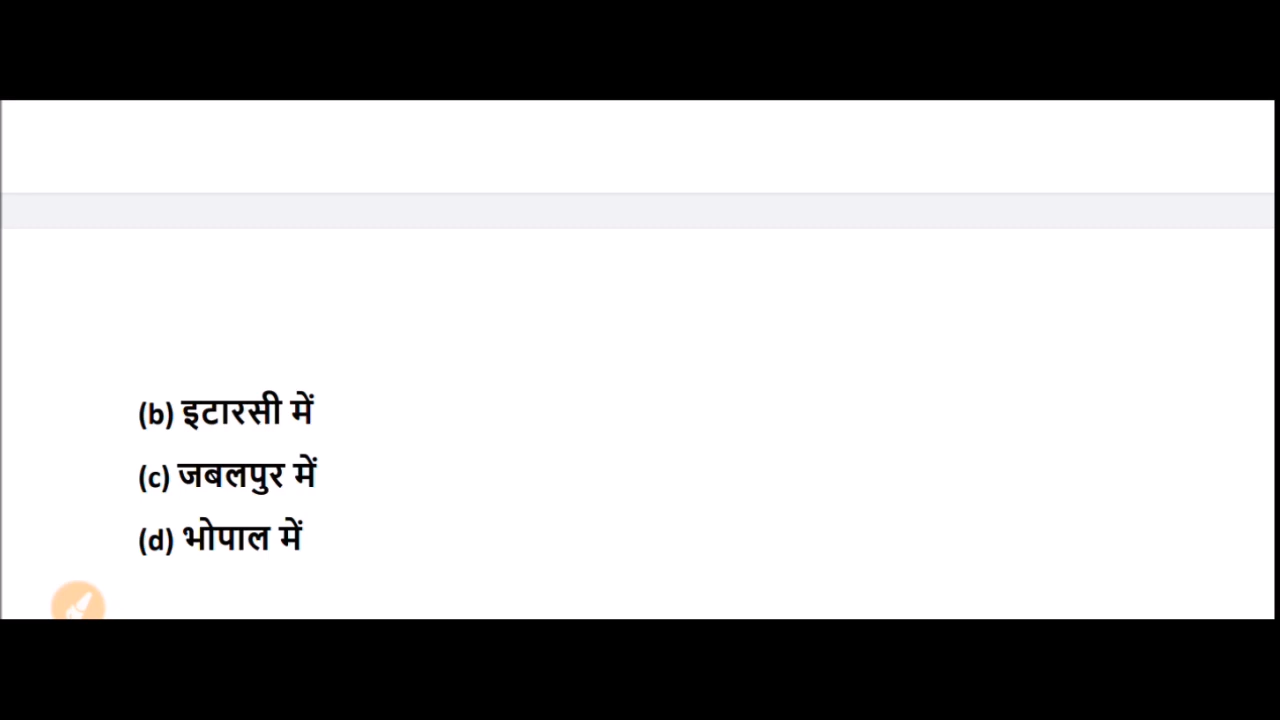 (b) इटारसी में
(c) जबलपुर में
(d) भोपाल में